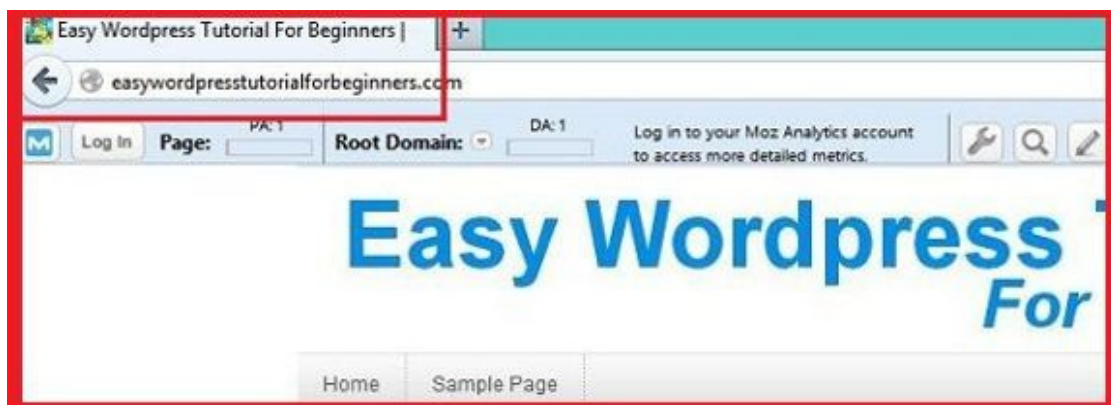 Easy Wordpress Tutorial For Beginners |
+
easywordpresstutorialforbeginners.com
M Log In Page: PA: 1 Root Domain: DA: 1 Log in to your Moz Analytics account
to access more detailed metrics.
Easy Wordpress
For
Home Sample Page